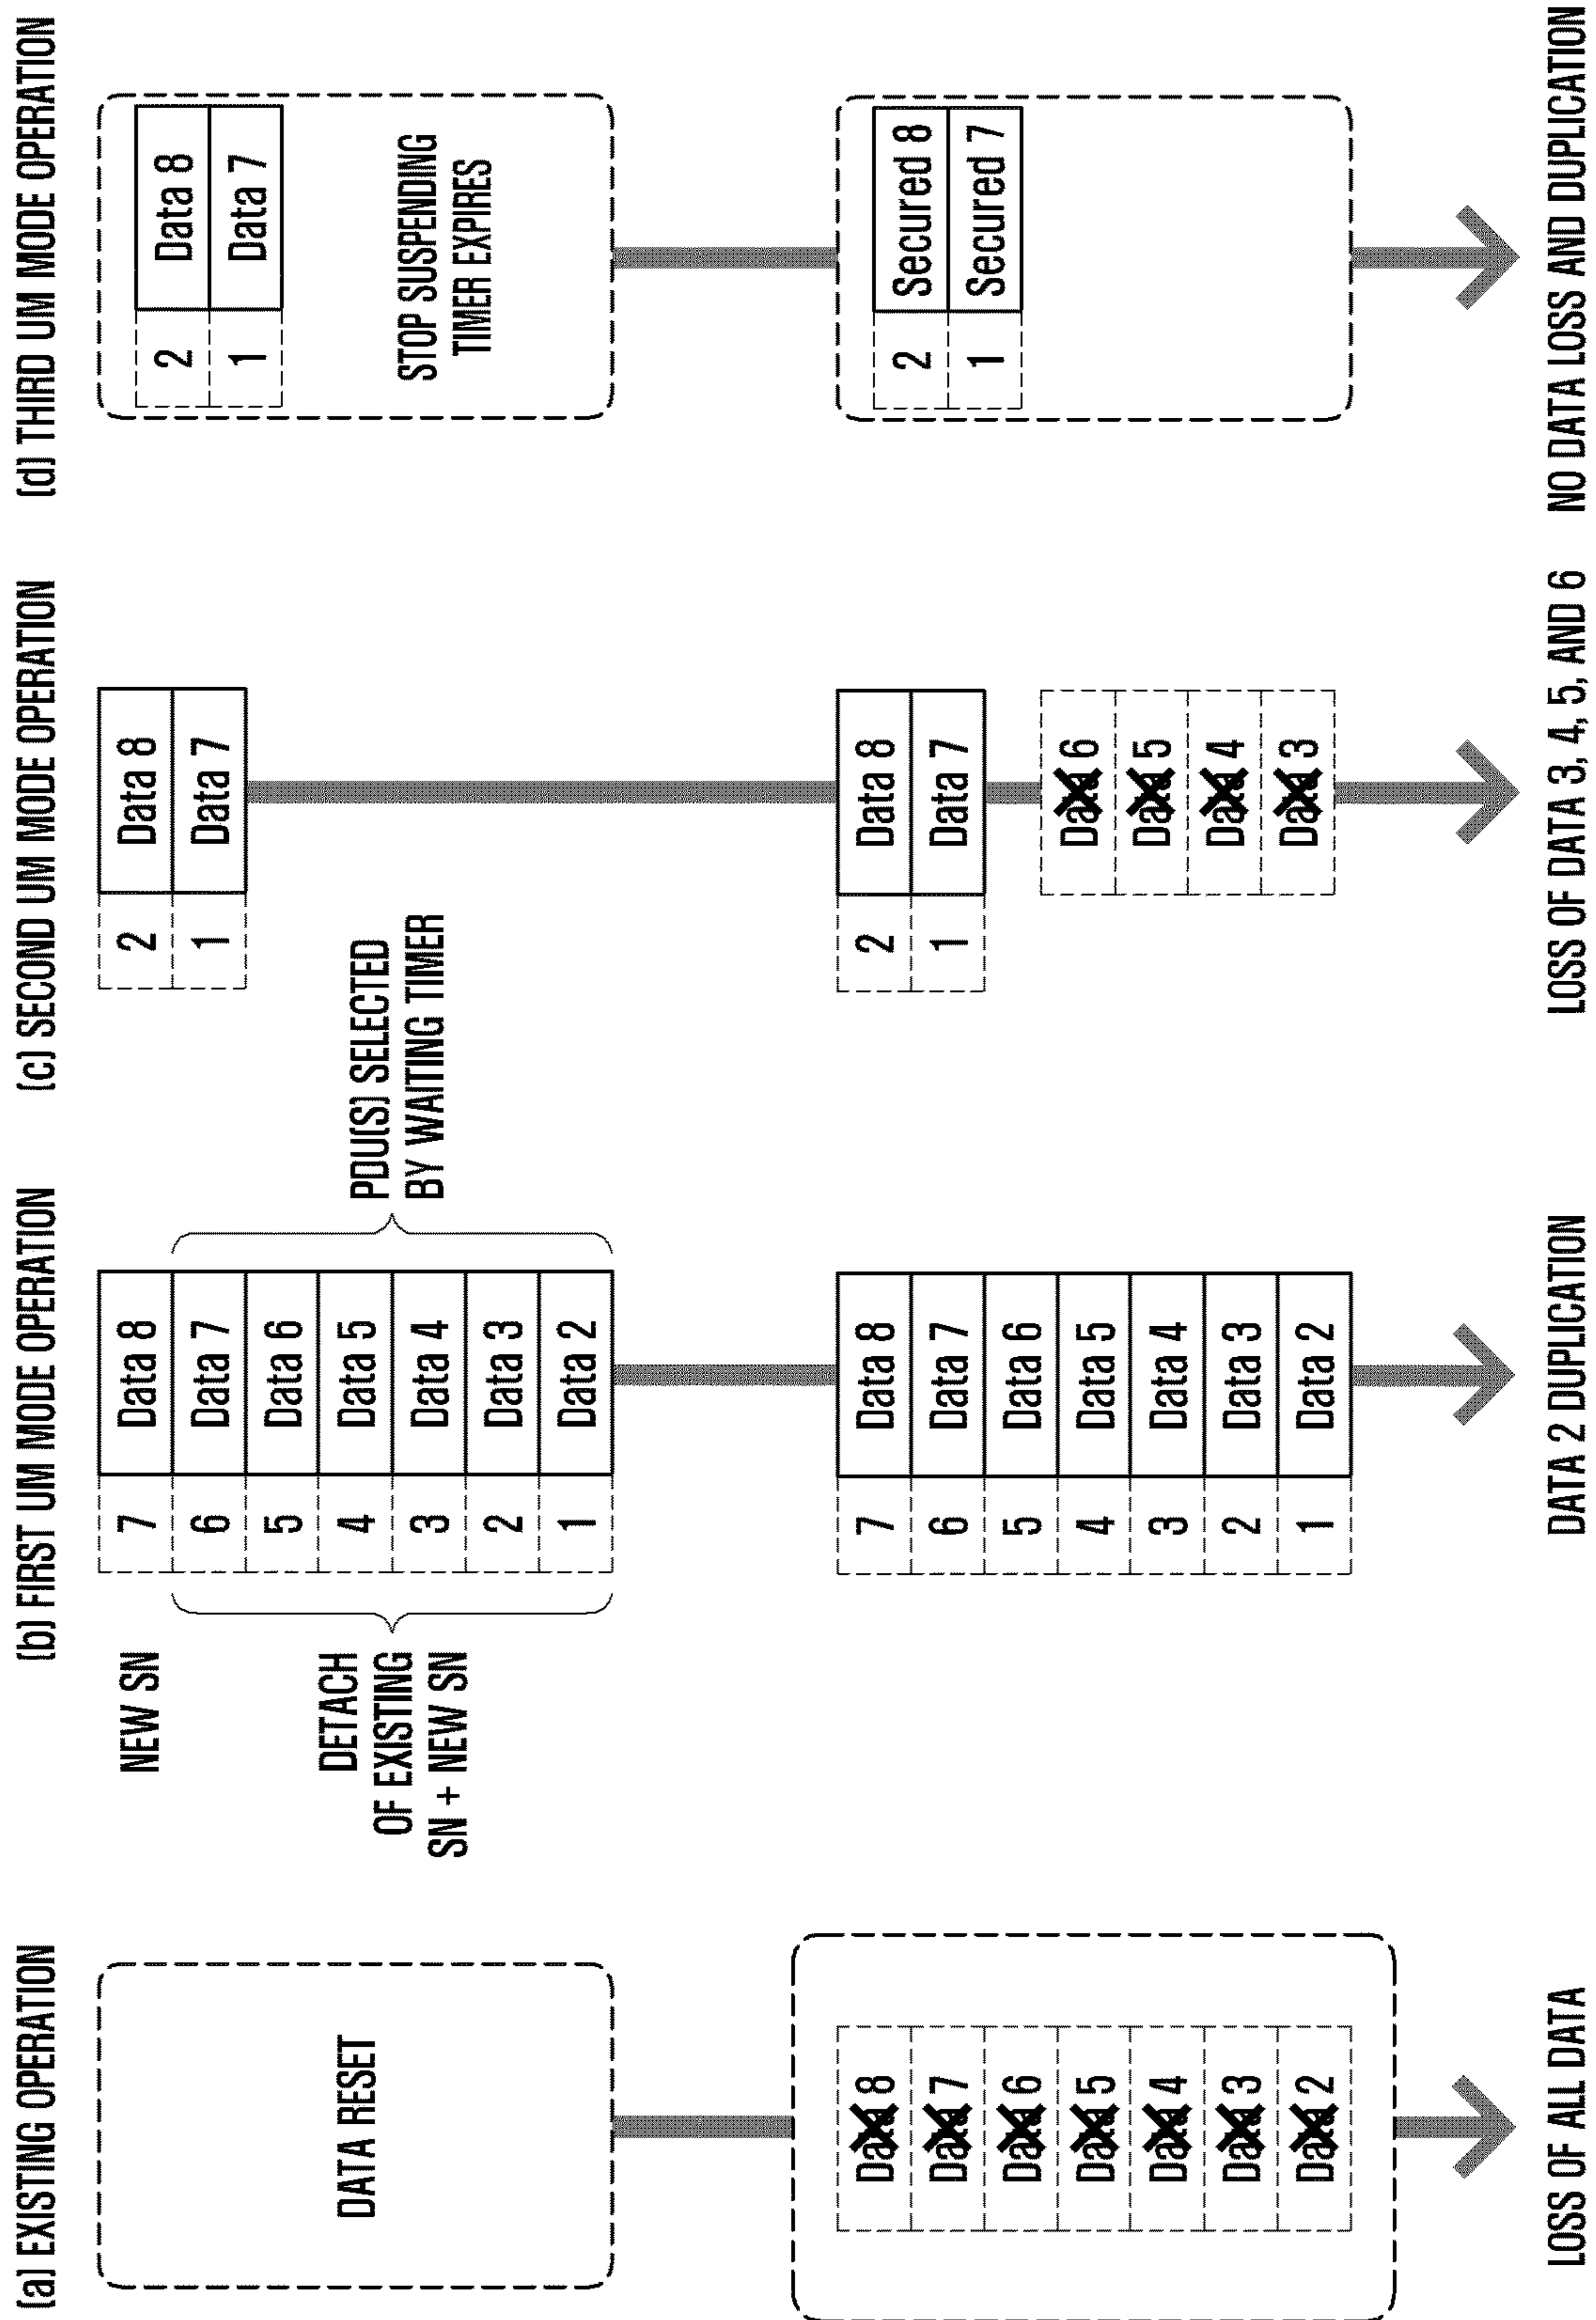 (a) EXISTING OPERATION
DATA RESET
Data 8
Data 7
Data 6
Data 5
Data 4
Data 3
Data 2
LOSS OF ALL DATA
(b) FIRST UM MODE OPERATION
NEW SN
DETACH
OF EXISTING
SN + NEW SN
7 Data 8
6 Data 7
5 Data 6
4 Data 5
3 Data 4
2 Data 3
1 Data 2
PDU(S) SELECTED
BY WAITING TIMER
7 Data 8
6 Data 7
5 Data 6
4 Data 5
3 Data 4
2 Data 3
1 Data 2
DATA 2 DUPLICATION
(c) SECOND UM MODE OPERATION
2 Data 8
1 Data 7
2 Data 8
1 Data 7
Data 6
Data 5
Data 4
Data 3
LOSS OF DATA 3, 4, 5, AND 6
(d) THIRD UM MODE OPERATION
2 Data 8
1 Data 7
STOP SUSPENDING
TIMER EXPIRES
2 Secured 8
1 Secured 7
NO DATA LOSS AND DUPLICATION